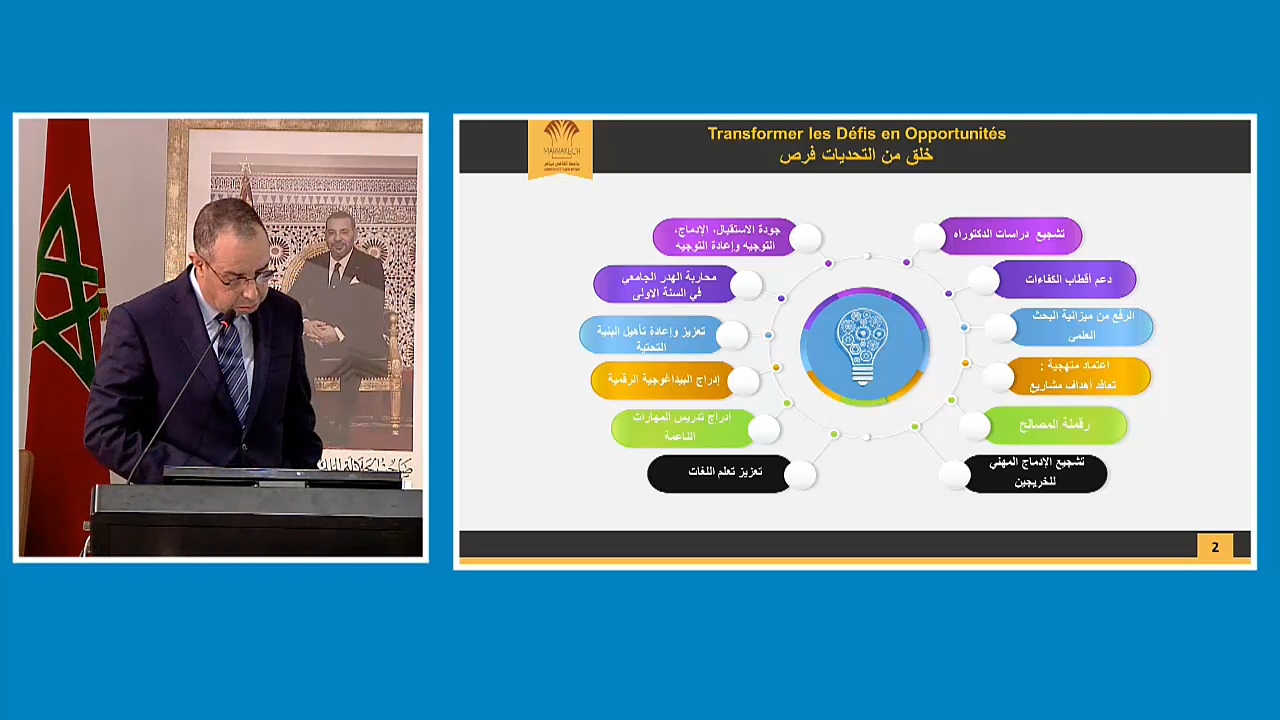 Transformer les Défis en Opportunités
خلق من التحديات فرص
MARRAKECH
تشجيع دراسات الدكتوراه
دعم أقطاب الكفاءات
الرفع من ميزانية البحث
العلمي
اعتماد منهجية :
تعاقد أهداف مشاريع
رقمنة المصالح
تشجيع الإدماج المهني
للخريجين
جودة الاستقبال، الإدماج،
التوجيه وإعادة التوجيه
محاربة الهدر الجامعي
في السنة الاولى
تعزيز وإعادة تأهيل البنية
التحتية
إدراج البيداغوجية الرقمية
إدراج تدريس المهارات
الناعمة
تعزيز تعلم اللغات
2